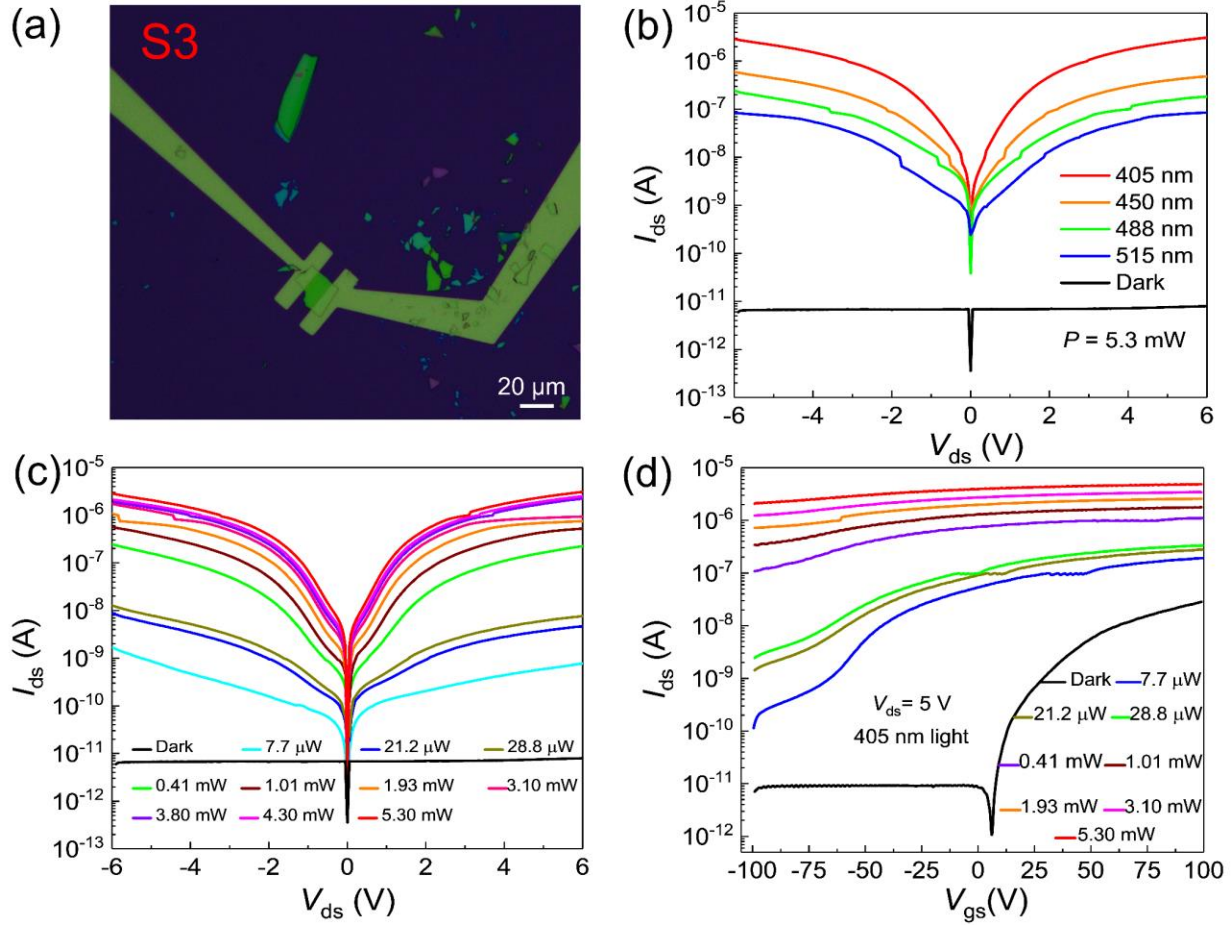 (a)
S3
20 μm
(b)
I_ds (A)
10^-5
10^-6
10^-7
10^-8
10^-9
10^-10
10^-11
10^-12
10^-13
405 nm
450 nm
488 nm
515 nm
Dark
P = 5.3 mW
-6 -4 -2 0 2 4 6
V_ds (V)
(c)
I_ds (A)
10^-5
10^-6
10^-7
10^-8
10^-9
10^-10
10^-11
10^-12
10^-13
Dark 7.7 μW 21.2 μW 28.8 μW
0.41 mW 1.01 mW 1.93 mW 3.10 mW
3.80 mW 4.30 mW 5.30 mW
-6 -4 -2 0 2 4 6
V_ds (V)
(d)
I_ds (A)
10^-5
10^-6
10^-7
10^-8
10^-9
10^-10
10^-11
10^-12
V_ds= 5 V
405 nm light
Dark 7.7 μW
21.2 μW 28.8 μW
0.41 mW 1.01 mW
1.93 mW 3.10 mW
5.30 mW
-100 -75 -50 -25 0 25 50 75 100
V_gs(V)